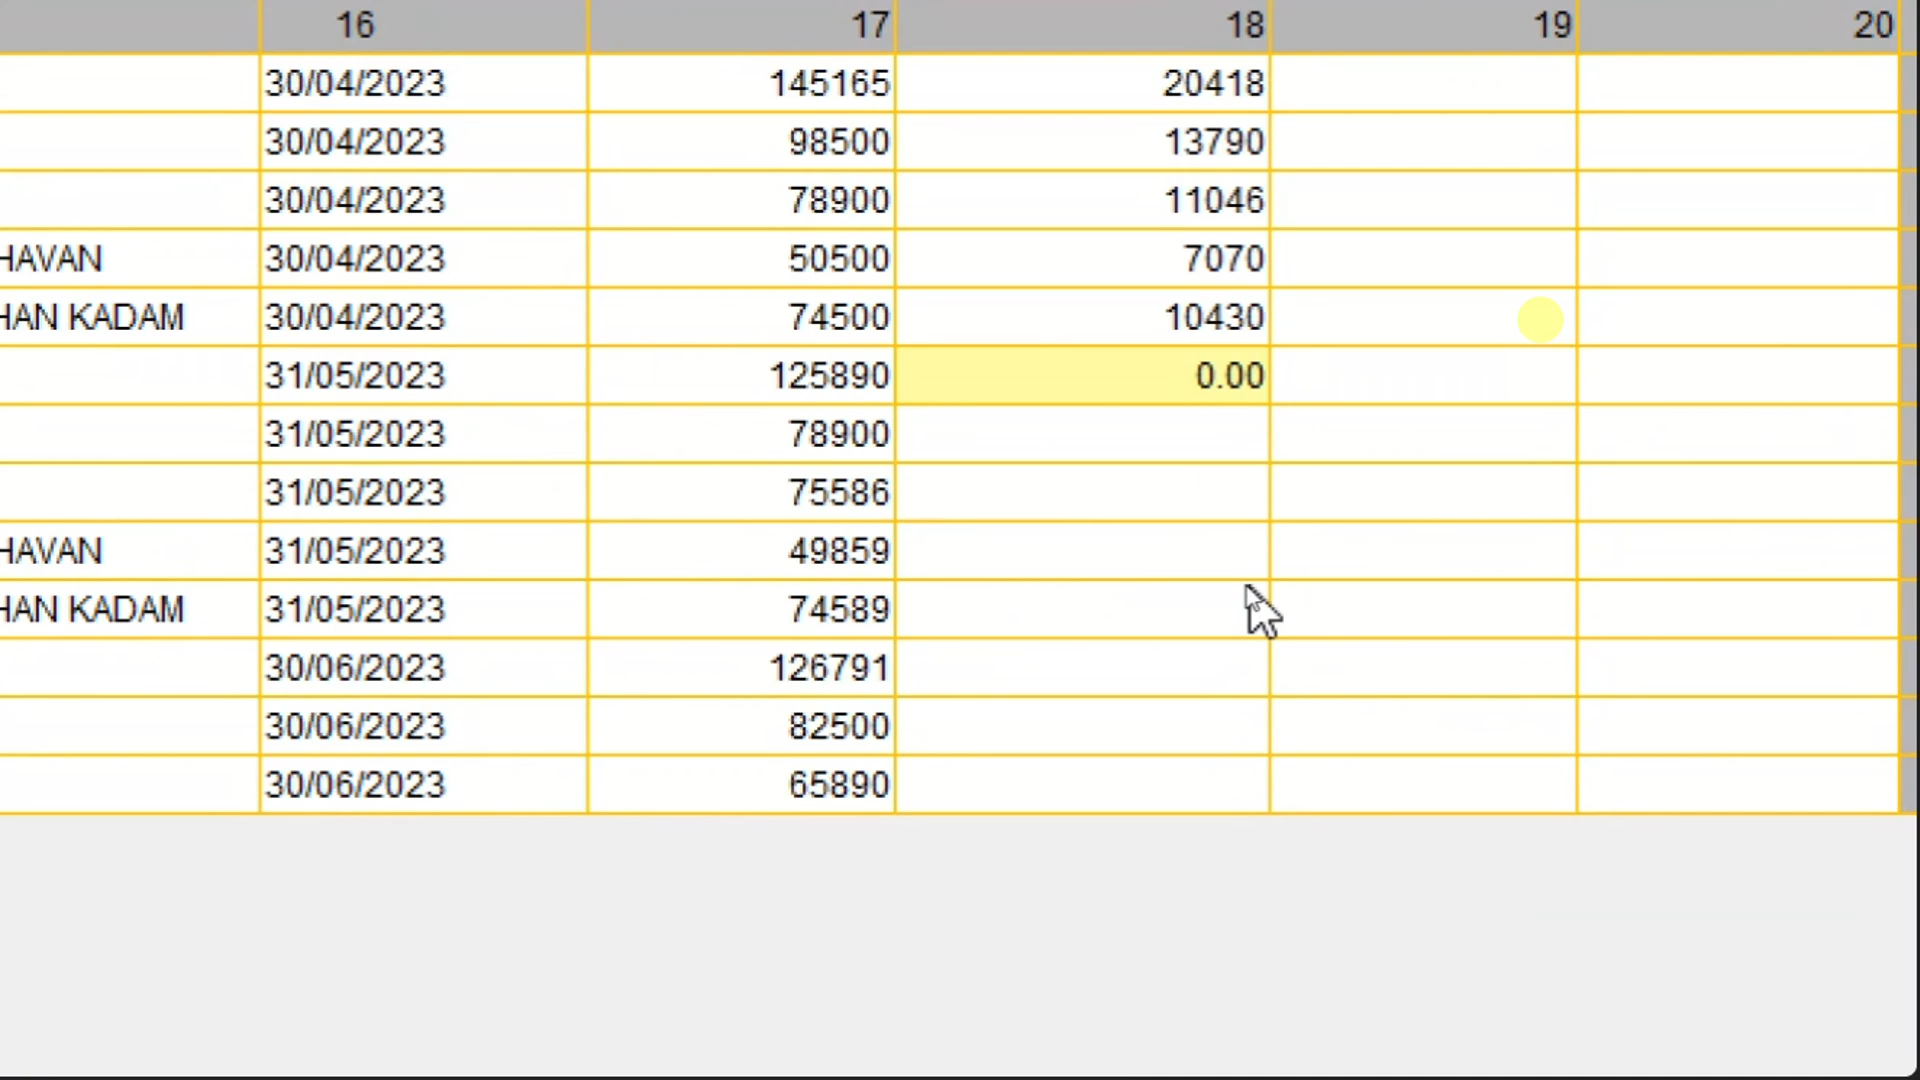 16 17 18 19 20
30/04/2023 145165 20418
30/04/2023 98500 13790
30/04/2023 78900 11046
HAVAN 30/04/2023 50500 7070
HAN KADAM 30/04/2023 74500 10430
31/05/2023 125890 0.00
31/05/2023 78900
31/05/2023 75586
HAVAN 31/05/2023 49859
HAN KADAM 31/05/2023 74589
30/06/2023 126791
30/06/2023 82500
30/06/2023 65890